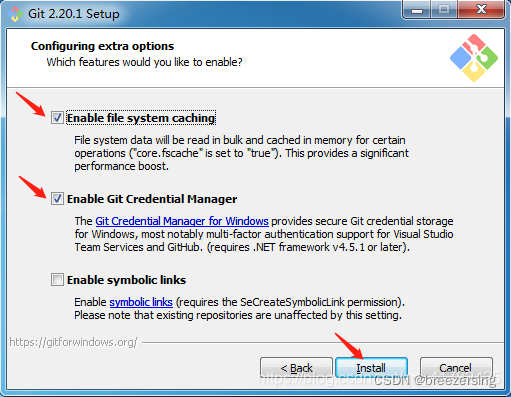 Git 2.20.1 Setup
Configuring extra options
Which features would you like to enable?
Enable file system caching
File system data will be read in bulk and cached in memory for certain
operations ("core.fscache" is set to "true"). This provides a significant
performance boost.
Enable Git Credential Manager
The Git Credential Manager for Windows provides secure Git credential storage
for Windows, most notably multi-factor authentication support for Visual Studio
Team Services and GitHub. (requires .NET framework v4.5.1 or later).
Enable symbolic links
Enable symbolic links (requires the SeCreateSymbolicLink permission).
Please note that existing repositories are unaffected by this setting.
https://gitforwindows.org/
< Back
Install
Cancel
CSDN @breezersing